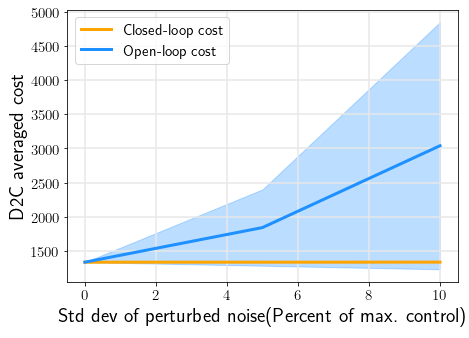 5000
4500
4000
3500
3000
2500
2000
1500
D2C averaged cost
Closed-loop cost
Open-loop cost
0 2 4 6 8 10
Std dev of perturbed noise(Percent of max. control)